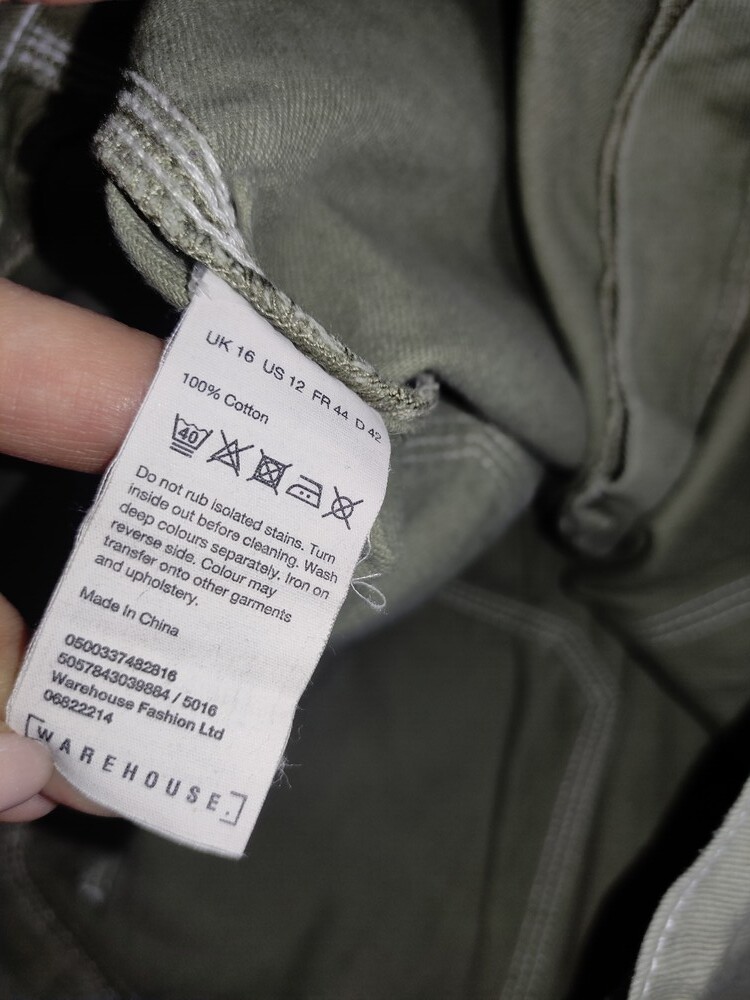 UK 16 US 12 FR 44 D 42
100% Cotton
40
Do not rub isolated stains. Turn
inside out before cleaning. Wash
deep colours separately. Iron on
reverse side. Colour may
transfer onto other garments
and upholstery.
Made in China
0500337482816
5057843039884 / 5016
Warehouse Fashion Ltd
06822214
WAREHOUSE.